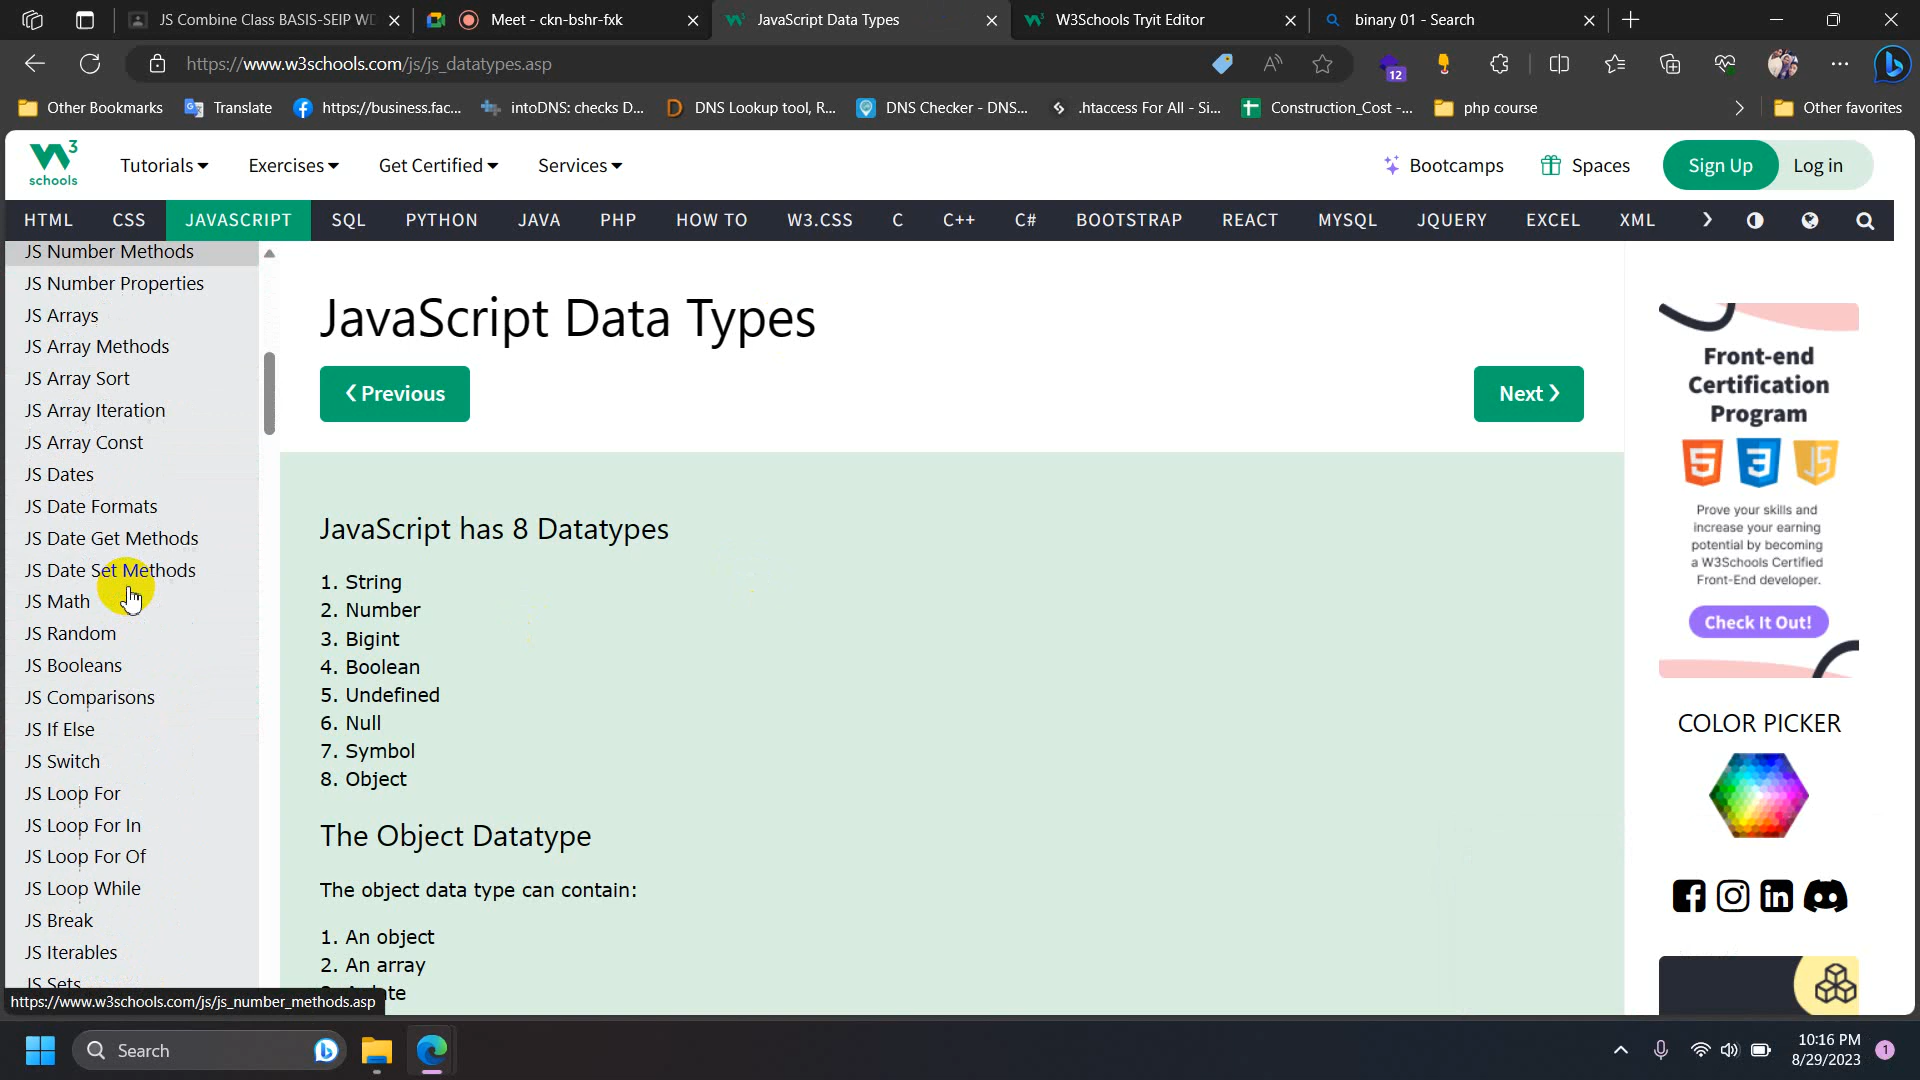 JS Combine Class BASIS-SEIP WD
Meet - ckn-bshr-fxk
JavaScript Data Types
W3Schools Tryit Editor
binary 01 - Search
https://www.w3schools.com/js/js_datatypes.asp
12
Other Bookmarks
Translate
https://business.fac...
intoDNS: checks D...
DNS Lookup tool, R...
DNS Checker - DNS...
.htaccess For All - Si...
Construction_Cost -...
php course
Other favorites
3
schools
Tutorials
Exercises
Get Certified
Services
Bootcamps
Spaces
Sign Up
Log in
HTML
CSS
JAVASCRIPT
SQL
PYTHON
JAVA
PHP
HOW TO
W3.CSS
C
C++
C#
BOOTSTRAP
REACT
MYSQL
JQUERY
EXCEL
XML
JS Number Methods
JS Number Properties
JS Arrays
JS Array Methods
JS Array Sort
JS Array Iteration
JS Array Const
JS Dates
JS Date Formats
JS Date Get Methods
JS Date Set Methods
JS Math
JS Random
JS Booleans
JS Comparisons
JS If Else
JS Switch
JS Loop For
JS Loop For In
JS Loop For Of
JS Loop While
JS Break
JS Iterables
JS Sets
https://www.w3schools.com/js/js_number_methods.asp
JavaScript Data Types
❮ Previous
Next ❯
JavaScript has 8 Datatypes
1. String
2. Number
3. Bigint
4. Boolean
5. Undefined
6. Null
7. Symbol
8. Object
The Object Datatype
The object data type can contain:
1. An object
2. An array
Front-end
Certification
Program
5
3
JS
Prove your skills and
increase your earning
potential by becoming
a W3Schools Certified
Front-End developer.
Check It Out!
COLOR PICKER
Search
10:16 PM
8/29/2023
1